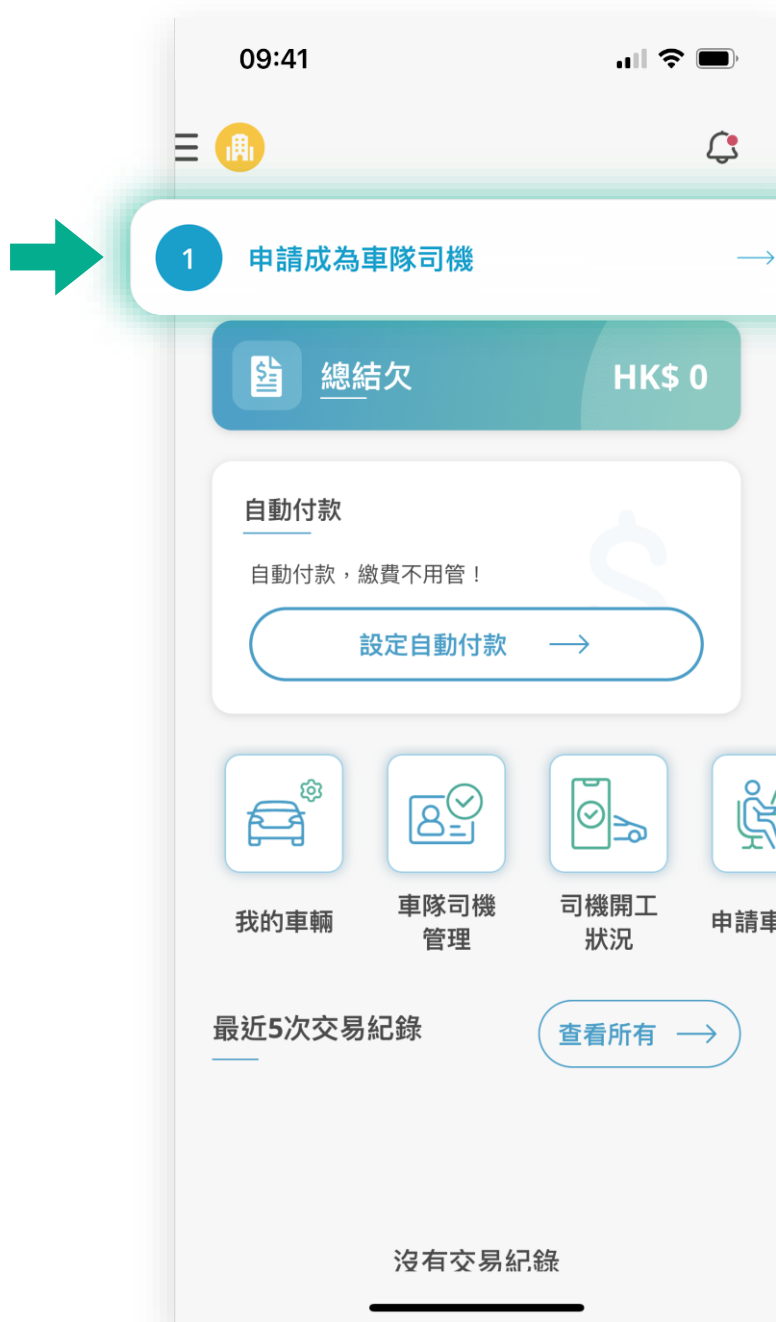 09:41
1 申請成為車隊司機
總結欠 HK$ 0
自動付款
自動付款，繳費不用管！
設定自動付款
我的車輛
車隊司機
管理
司機開工
狀況
申請車
最近5次交易紀錄 查看所有
沒有交易紀錄